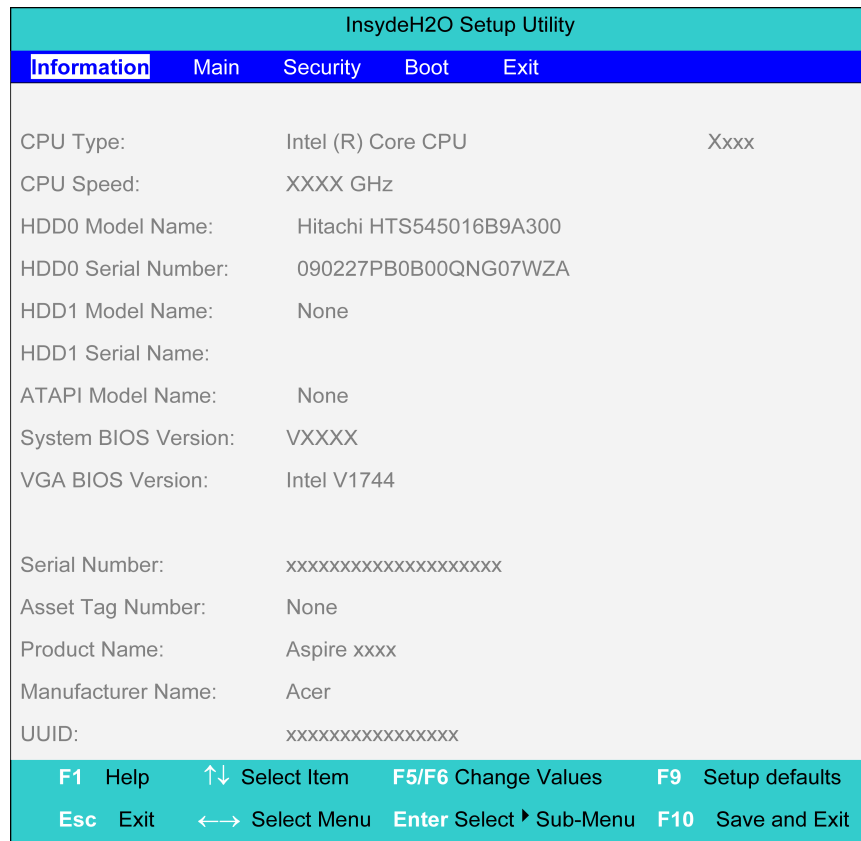 InsydeH2O Setup Utility
Information Main Security Boot Exit
CPU Type: Intel (R) Core CPU Xxxx
CPU Speed: XXXX GHz
HDD0 Model Name: Hitachi HTS545016B9A300
HDD0 Serial Number: 090227PB0B00QNG07WZA
HDD1 Model Name: None
HDD1 Serial Name:
ATAPI Model Name: None
System BIOS Version: VXXXX
VGA BIOS Version: Intel V1744
Serial Number: xxxxxxxxxxxxxxxxxxxx
Asset Tag Number: None
Product Name: Aspire xxxx
Manufacturer Name: Acer
UUID: xxxxxxxxxxxxxxxx
F1 Help ↑↓ Select Item F5/F6 Change Values F9 Setup defaults
Esc Exit ←→ Select Menu Enter Select ▸ Sub-Menu F10 Save and Exit